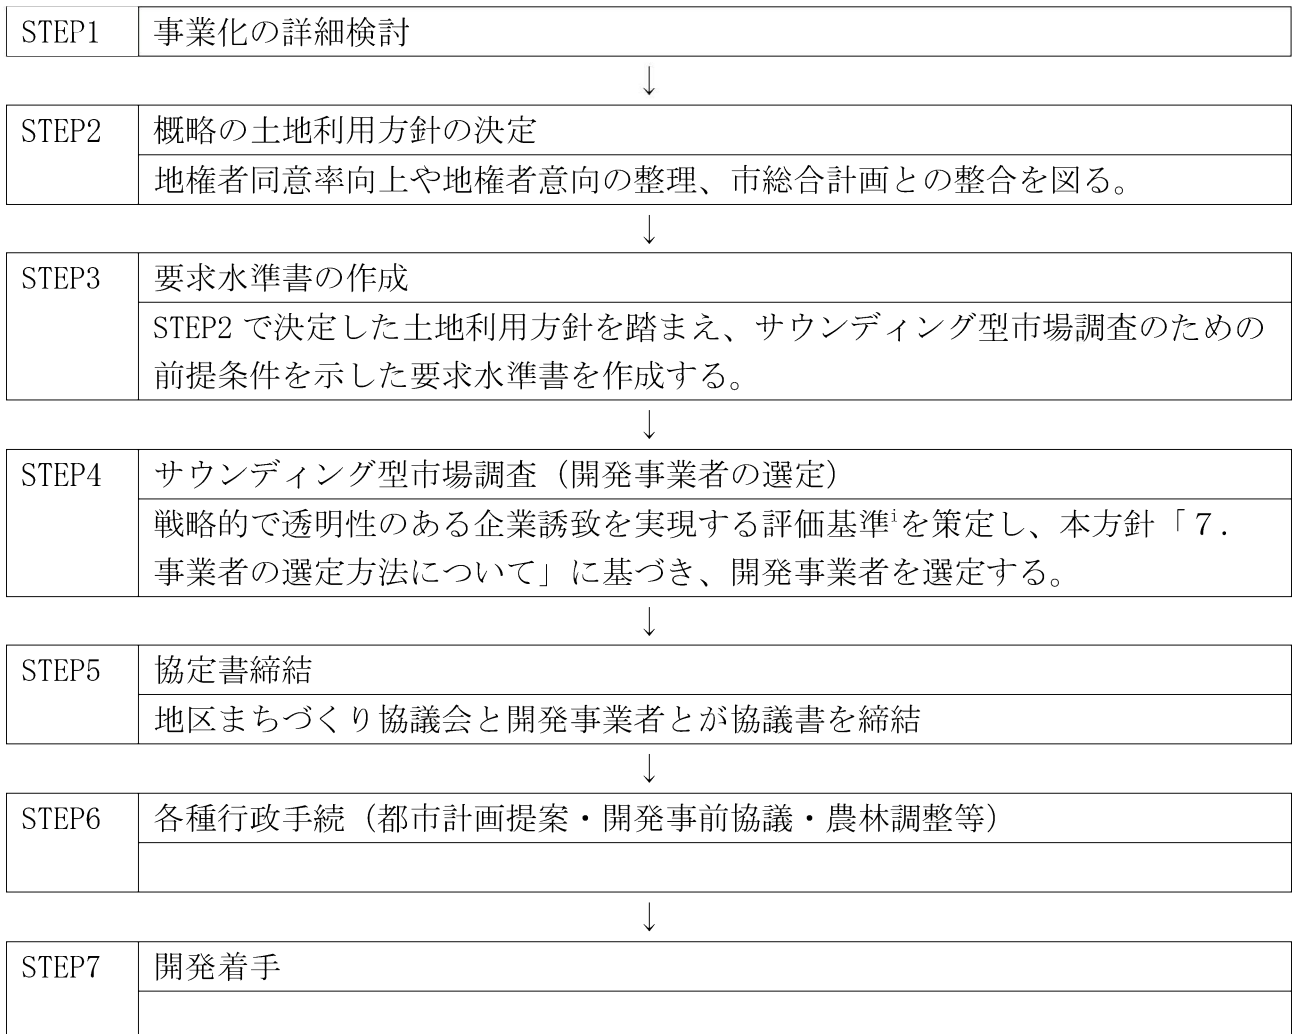 STEP1 事業化の詳細検討
↓
STEP2 概略の土地利用方針の決定
地権者同意率向上や地権者意向の整理、市総合計画との整合を図る。
↓
STEP3 要求水準書の作成
STEP2 で決定した土地利用方針を踏まえ、サウンディング型市場調査のための
前提条件を示した要求水準書を作成する。
↓
STEP4 サウンディング型市場調査（開発事業者の選定）
戦略的で透明性のある企業誘致を実現する評価基準ⁱを策定し、本方針「７．
事業者の選定方法について」に基づき、開発事業者を選定する。
↓
STEP5 協定書締結
地区まちづくり協議会と開発事業者とが協議書を締結
↓
STEP6 各種行政手続（都市計画提案・開発事前協議・農林調整等）
↓
STEP7 開発着手